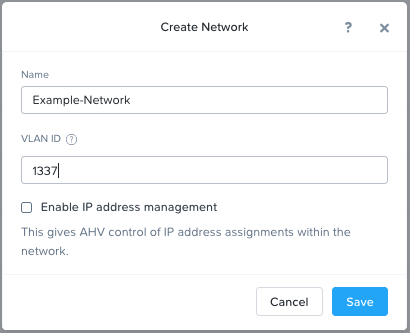 Create Network
?
Name
Example-Network
VLAN ID ?
1337
Enable IP address management
This gives AHV control of IP address assignments within the
network.
Cancel
Save